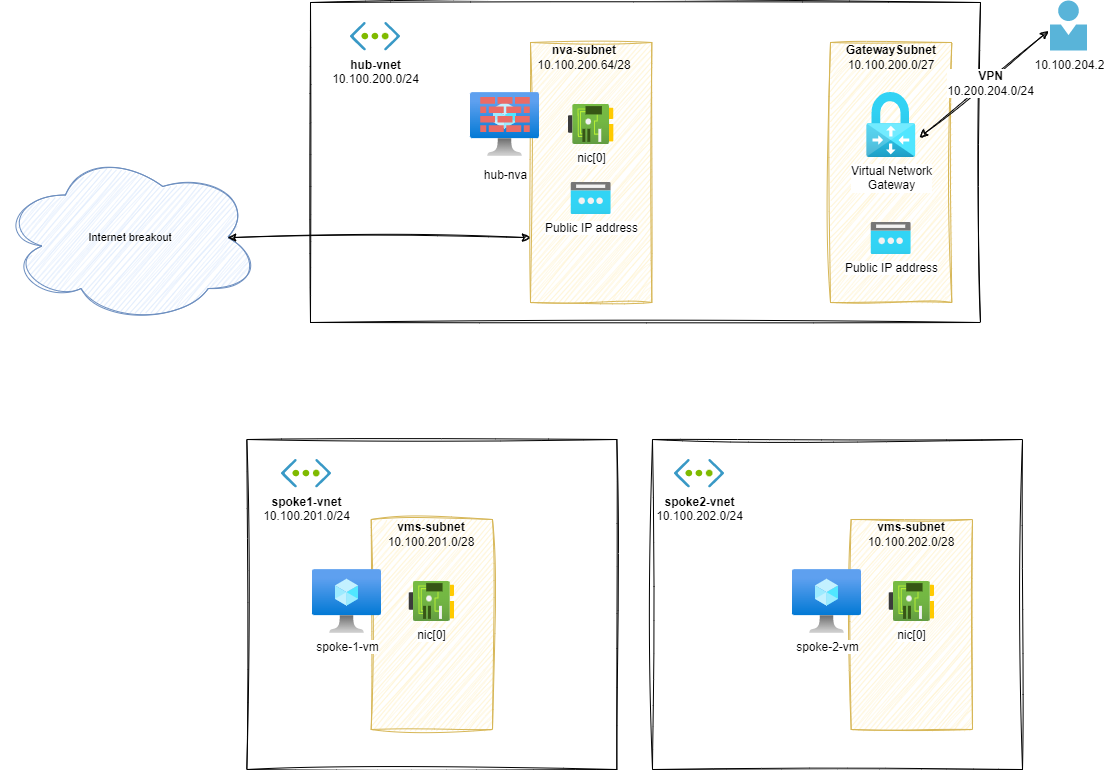 hub-vnet
10.100.200.0/24
nva-subnet
10.100.200.64/28
hub-nva
nic[0]
Public IP address
GatewaySubnet
10.100.200.0/27
Virtual Network
Gateway
Public IP address
VPN
10.200.204.0/24
10.100.204.2
Internet breakout
spoke1-vnet
10.100.201.0/24
vms-subnet
10.100.201.0/28
spoke-1-vm
nic[0]
spoke2-vnet
10.100.202.0/24
vms-subnet
10.100.202.0/28
spoke-2-vm
nic[0]